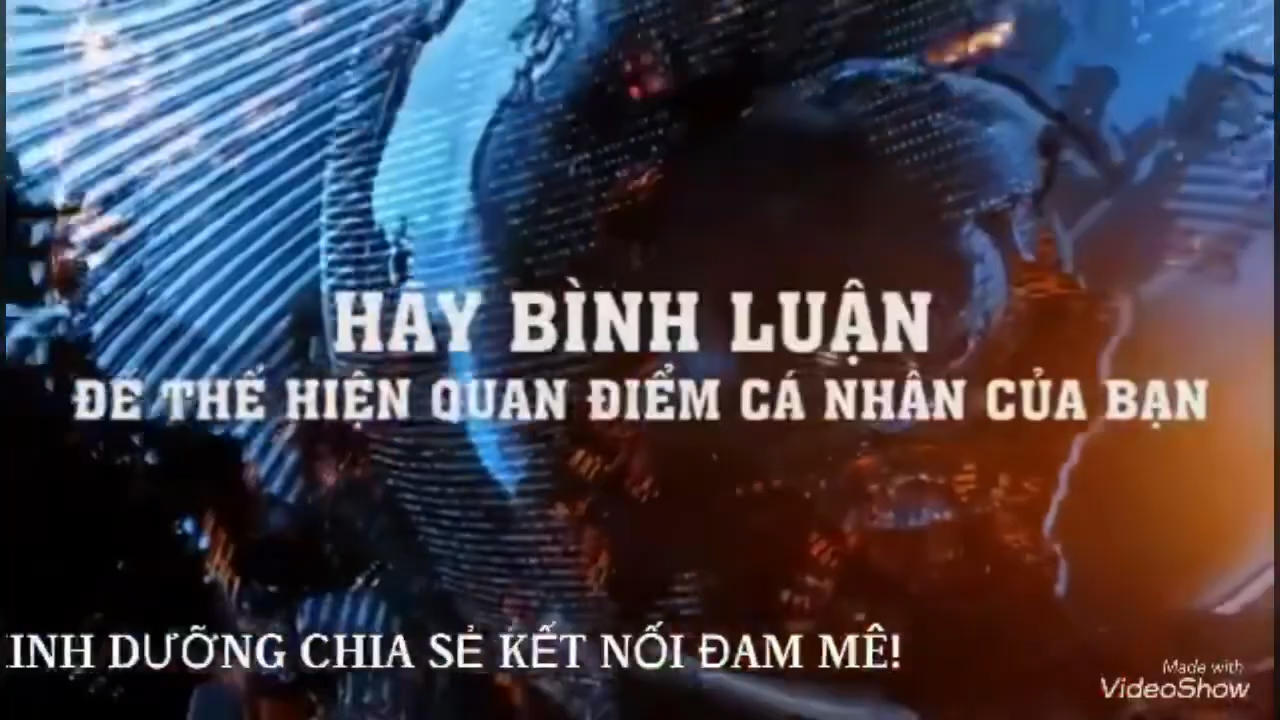 HÃY BÌNH LUẬN
ĐỂ THỂ HIỆN QUAN ĐIỂM CÁ NHÂN CỦA BẠN
DƯỠNG CHIA SẺ KẾT NỐI ĐAM MÊ!
Made with
VideoShow